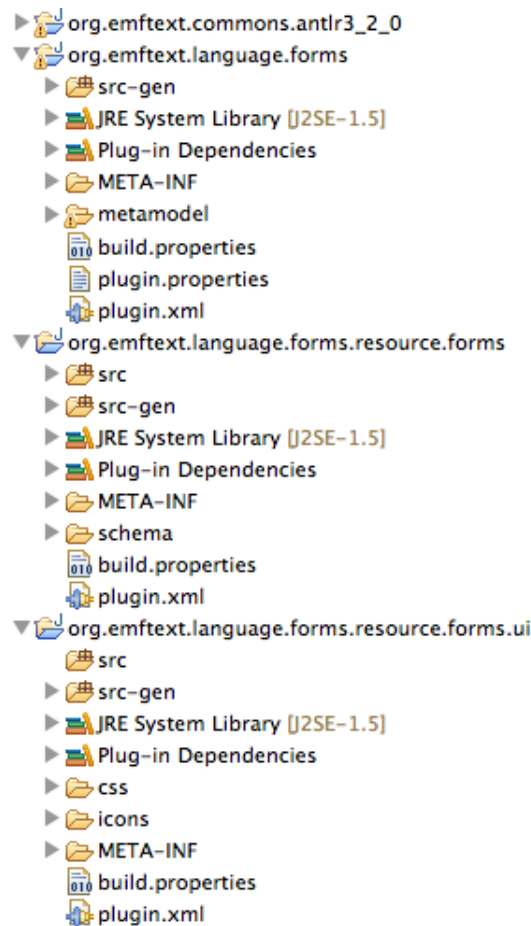 org.emftext.commons.antlr3_2_0
org.emftext.language.forms
src-gen
JRE System Library [J2SE-1.5]
Plug-in Dependencies
META-INF
metamodel
build.properties
plugin.properties
plugin.xml
org.emftext.language.forms.resource.forms
src
src-gen
JRE System Library [J2SE-1.5]
Plug-in Dependencies
META-INF
schema
build.properties
plugin.xml
org.emftext.language.forms.resource.forms.ui
src
src-gen
JRE System Library [J2SE-1.5]
Plug-in Dependencies
css
icons
META-INF
build.properties
plugin.xml